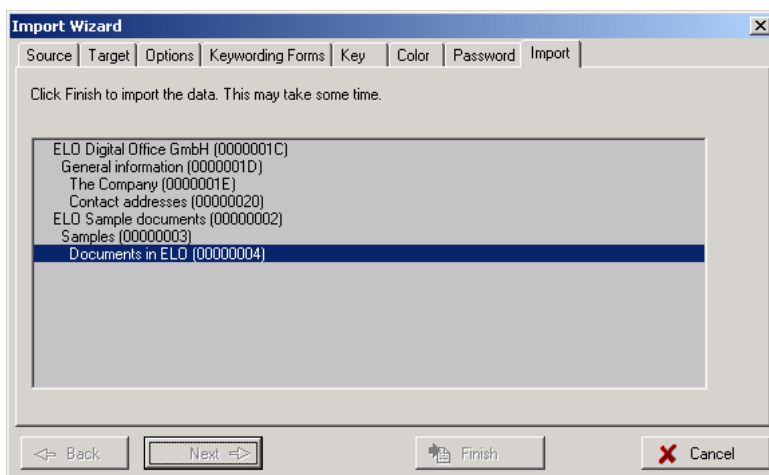 Import Wizard
Source Target Options Keywording Forms Key Color Password Import
Click Finish to import the data. This may take some time.
ELO Digital Office GmbH (0000001C)
General information (0000001D)
The Company (0000001E)
Contact addresses (00000020)
ELO Sample documents (00000002)
Samples (00000003)
Documents in ELO (00000004)
Back Next Finish Cancel